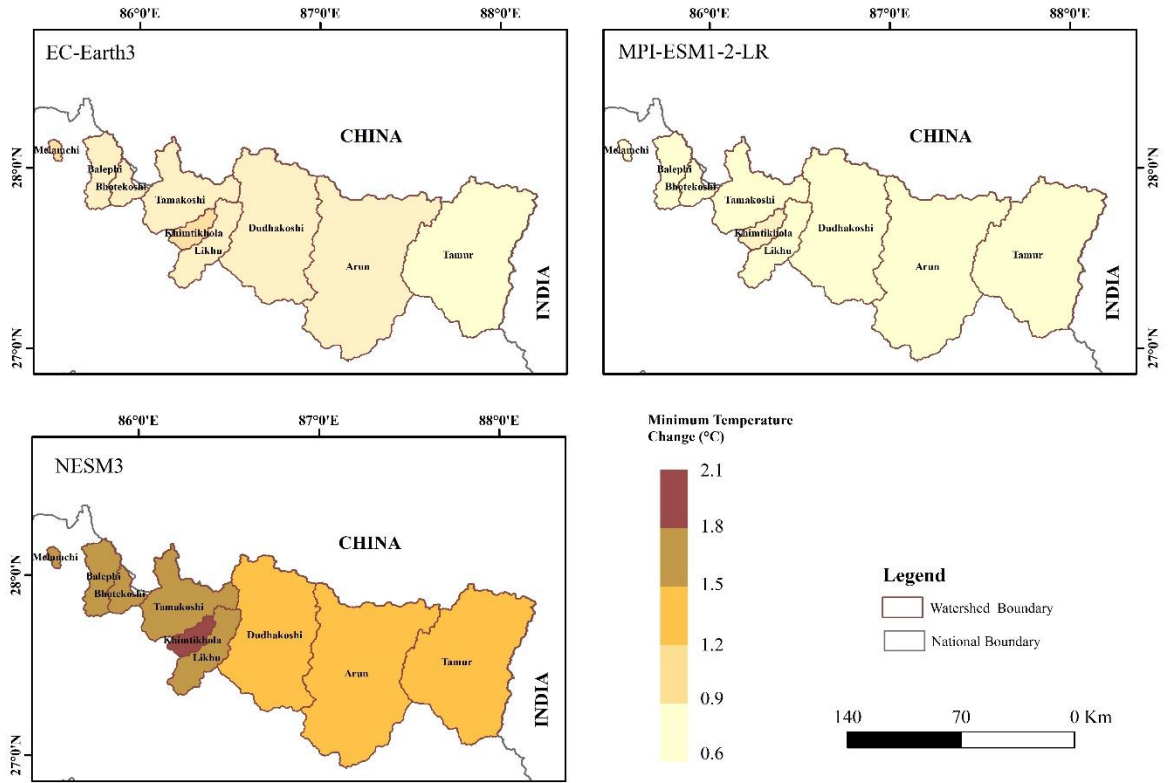 86°0'E 87°0'E 88°0'E
EC-Earth3
CHINA
Melamchi
Balephi
Bhotekoshi
Tamakoshi
Khimtikhola
Likhu
Dudhakoshi
Arun
Tamur
INDIA
28°0'N
27°0'N
86°0'E 87°0'E 88°0'E
MPI-ESM1-2-LR
CHINA
Melamchi
Balephi
Bhotekoshi
Tamakoshi
Khimtikhola
Likhu
Dudhakoshi
Arun
Tamur
INDIA
28°0'N
27°0'N
86°0'E 87°0'E 88°0'E
NESM3
CHINA
Melamchi
Balephi
Bhotekoshi
Tamakoshi
Khimtikhola
Likhu
Dudhakoshi
Arun
Tamur
INDIA
28°0'N
27°0'N
Minimum Temperature
Change (°C)
2.1
1.8
1.5
1.2
0.9
0.6
Legend
Watershed Boundary
National Boundary
140 70 0 Km